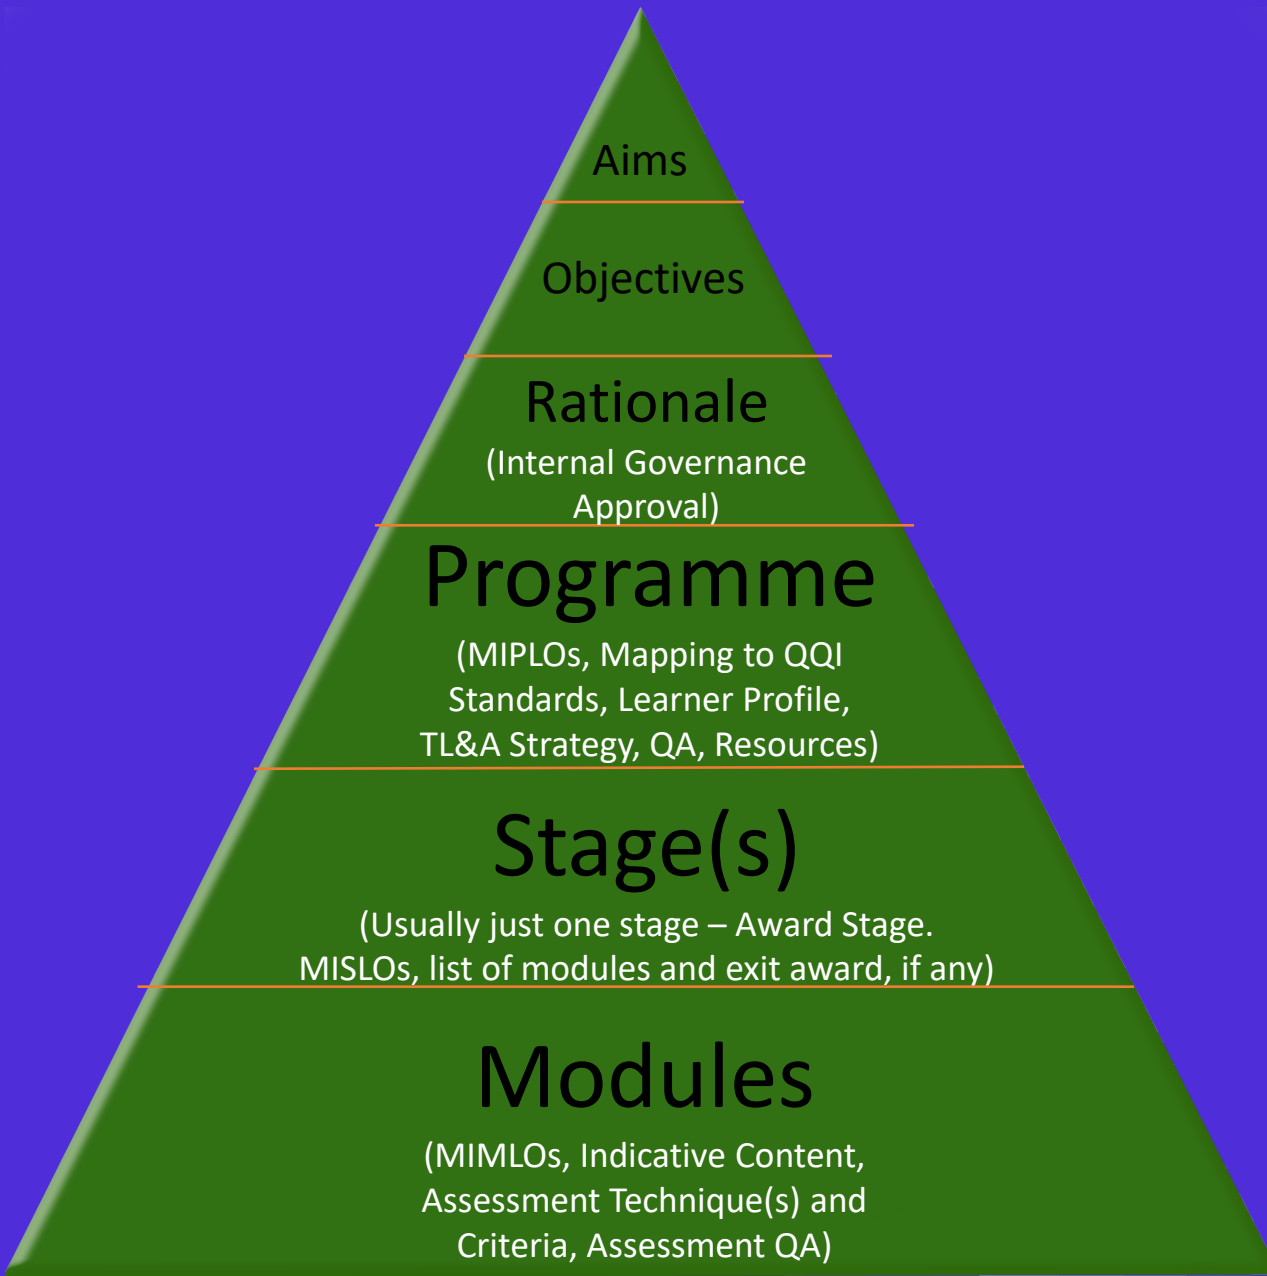 Aims
Objectives
Rationale
(Internal Governance
Approval)
Programme
(MIPLOs, Mapping to QQI
Standards, Learner Profile,
TL&A Strategy, QA, Resources)
Stage(s)
(Usually just one stage – Award Stage.
MISLOs, list of modules and exit award, if any)
Modules
(MIMLOs, Indicative Content,
Assessment Technique(s) and
Criteria, Assessment QA)